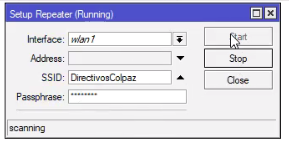 Setup Repeater (Running)
Interface: wlan1
Start
Address:
Stop
SSID: DirectivosColpaz
Close
Passphrase: ********
scanning